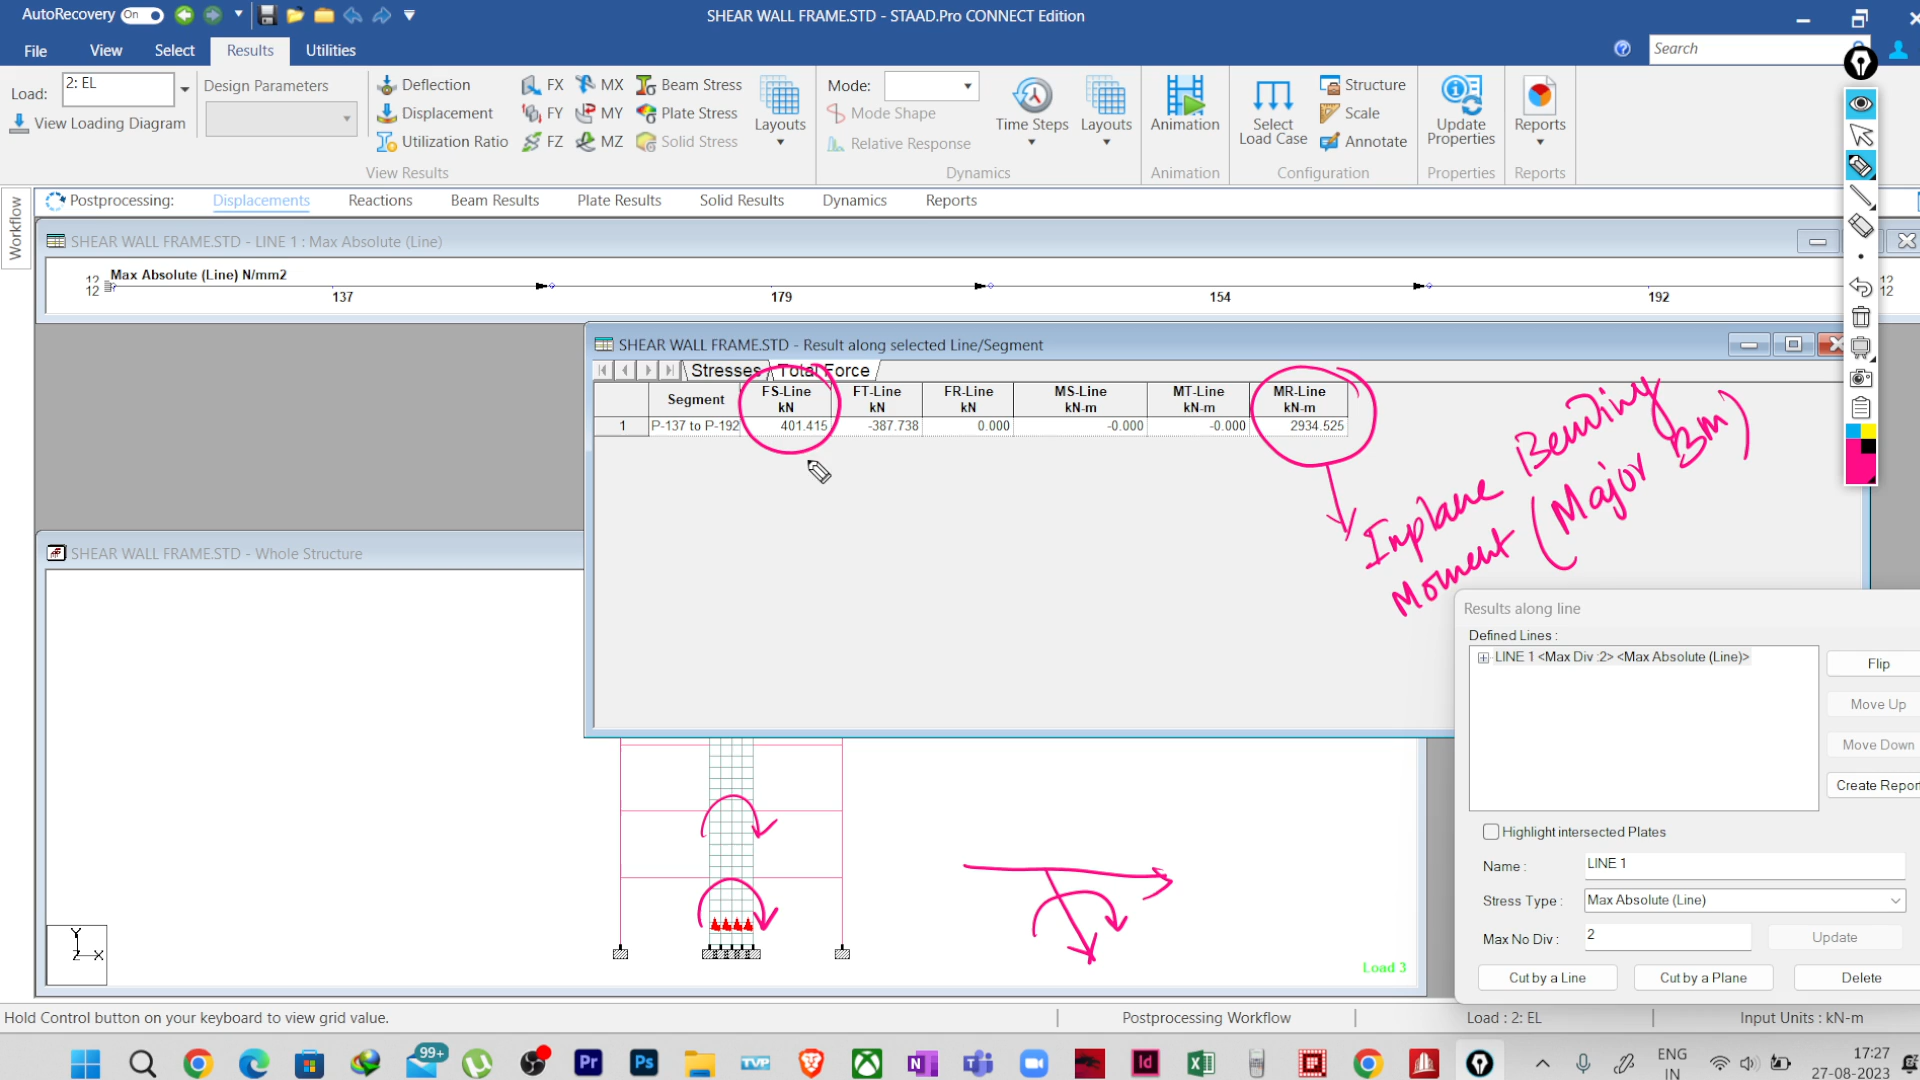 AutoRecovery On
SHEAR WALL FRAME.STD - STAAD.Pro CONNECT Edition
File View Select Results Utilities
Search
Load: 2: EL
View Loading Diagram
Design Parameters
Deflection FX MX Beam Stress
Displacement FY MY Plate Stress
Utilization Ratio FZ MZ Solid Stress
Layouts
View Results
Mode:
Mode Shape
Relative Response
Time Steps
Layouts
Dynamics
Animation
Animation
Select
Load Case
Structure
Scale
Annotate
Configuration
Update
Properties
Properties
Reports
Reports
Workflow
Postprocessing: Displacements Reactions Beam Results Plate Results Solid Results Dynamics Reports
SHEAR WALL FRAME.STD - LINE 1 : Max Absolute (Line)
Max Absolute (Line) N/mm2
12
12
137 179 154 192
12
12
SHEAR WALL FRAME.STD - Result along selected Line/Segment
Stresses Total Force
Segment FS-Line kN FT-Line kN FR-Line kN MS-Line kN-m MT-Line kN-m MR-Line kN-m
1 P-137 to P-192 401.415 -387.738 0.000 -0.000 -0.000 2934.525
Inplane Bending
Moment (Major BM)
SHEAR WALL FRAME.STD - Whole Structure
Y
Z X
Load 3
Results along line
Defined Lines :
LINE 1 <Max Div :2> <Max Absolute (Line)>
Flip
Move Up
Move Down
Create Repor
Highlight intersected Plates
Name : LINE 1
Stress Type : Max Absolute (Line)
Max No Div : 2
Update
Cut by a Line Cut by a Plane Delete
Hold Control button on your keyboard to view grid value.
Postprocessing Workflow
Load : 2: EL
Input Units : kN-m
99+
Pr Ps TVP N Id
ENG
IN
17:27
27-08-2023